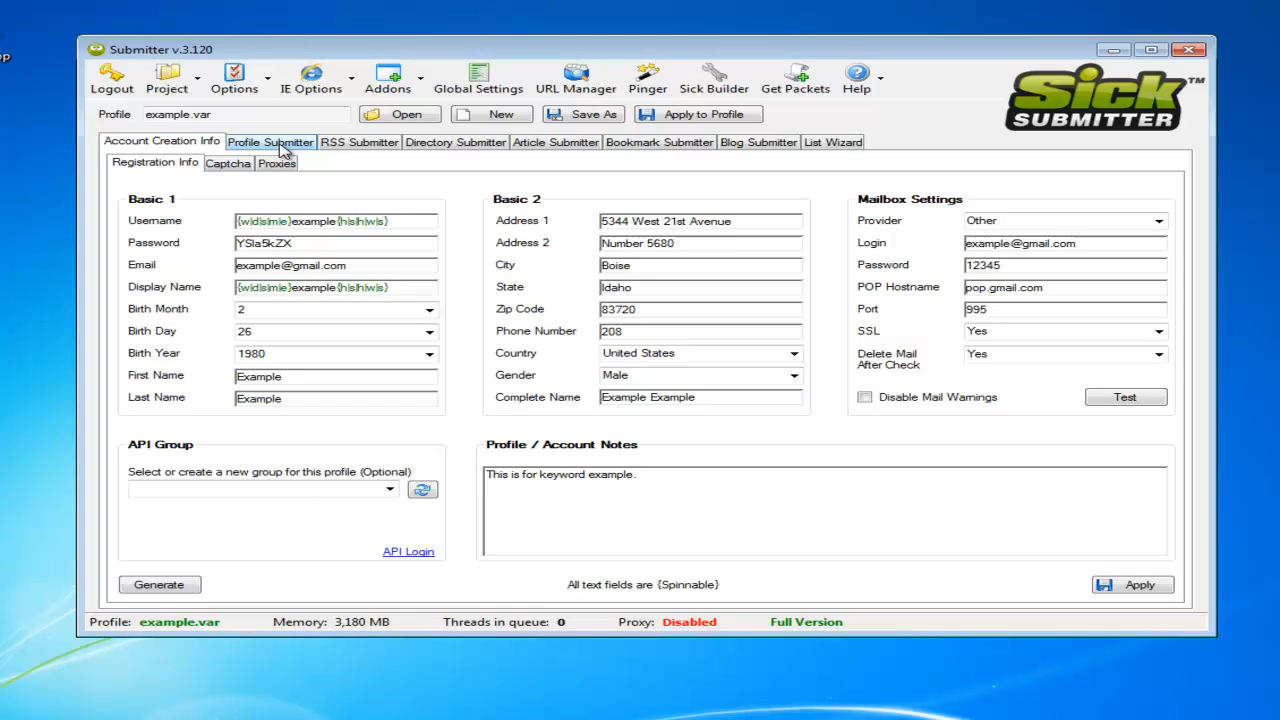 op
Submitter v.3.120
Logout Project Options IE Options Addons Global Settings URL Manager Pinger Sick Builder Get Packets Help
Sick™
SUBMITTER
Profile example.var Open New Save As Apply to Profile
Account Creation Info Profile Submitter RSS Submitter Directory Submitter Article Submitter Bookmark Submitter Blog Submitter List Wizard
Registration Info Captcha Proxies
Basic 1 Basic 2 Mailbox Settings
Username {w|d|s|m|e}example{h|s|h|w|s} Address 1 5344 West 21st Avenue Provider Other
Password YSla5kZX Address 2 Number 5680 Login example@gmail.com
Email example@gmail.com City Boise Password 12345
Display Name {w|d|s|m|e}example{h|s|h|w|s} State Idaho POP Hostname pop.gmail.com
Birth Month 2 Zip Code 83720 Port 995
Birth Day 26 Phone Number 208 SSL Yes
Birth Year 1980 Country United States Delete Mail After Check Yes
First Name Example Gender Male
Last Name Example Complete Name Example Example Disable Mail Warnings Test
API Group Profile / Account Notes
Select or create a new group for this profile (Optional) This is for keyword example.
API Login
Generate All text fields are {Spinnable} Apply
Profile: example.var Memory: 3,180 MB Threads in queue: 0 Proxy: Disabled Full Version